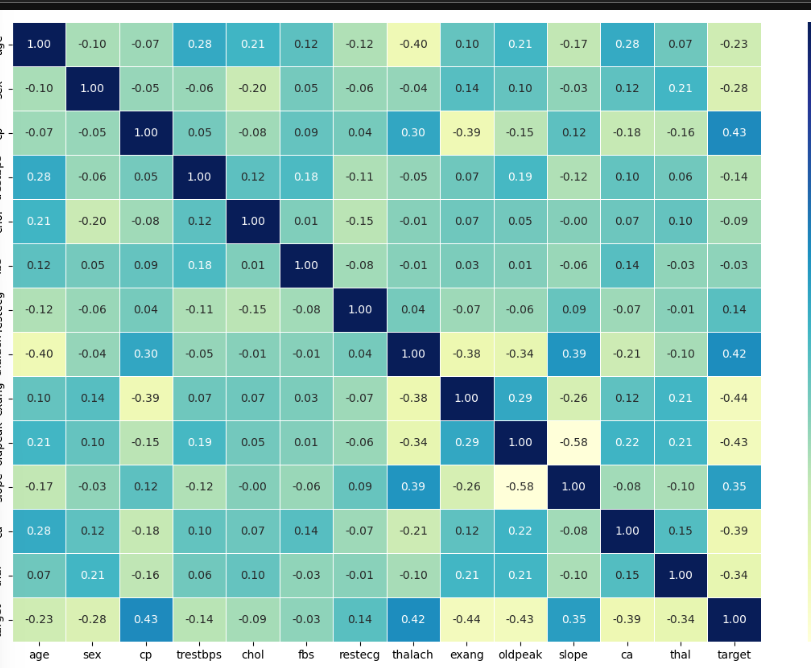 age 1.00 -0.10 -0.07 0.28 0.21 0.12 -0.12 -0.40 0.10 0.21 -0.17 0.28 0.07 -0.23
-0.10 1.00 -0.05 -0.06 -0.20 0.05 -0.06 -0.04 0.14 0.10 -0.03 0.12 0.21 -0.28
-0.07 -0.05 1.00 0.05 -0.08 0.09 0.04 0.30 -0.39 -0.15 0.12 -0.18 -0.16 0.43
0.28 -0.06 0.05 1.00 0.12 0.18 -0.11 -0.05 0.07 0.19 -0.12 0.10 0.06 -0.14
0.21 -0.20 -0.08 0.12 1.00 0.01 -0.15 -0.01 0.07 0.05 -0.00 0.07 0.10 -0.09
0.12 0.05 0.09 0.18 0.01 1.00 -0.08 -0.01 0.03 0.01 -0.06 0.14 -0.03 -0.03
-0.12 -0.06 0.04 -0.11 -0.15 -0.08 1.00 0.04 -0.07 -0.06 0.09 -0.07 -0.01 0.14
-0.40 -0.04 0.30 -0.05 -0.01 -0.01 0.04 1.00 -0.38 -0.34 0.39 -0.21 -0.10 0.42
0.10 0.14 -0.39 0.07 0.07 0.03 -0.07 -0.38 1.00 0.29 -0.26 0.12 0.21 -0.44
0.21 0.10 -0.15 0.19 0.05 0.01 -0.06 -0.34 0.29 1.00 -0.58 0.22 0.21 -0.43
-0.17 -0.03 0.12 -0.12 -0.00 -0.06 0.09 0.39 -0.26 -0.58 1.00 -0.08 -0.10 0.35
0.28 0.12 -0.18 0.10 0.07 0.14 -0.07 -0.21 0.12 0.22 -0.08 1.00 0.15 -0.39
0.07 0.21 -0.16 0.06 0.10 -0.03 -0.01 -0.10 0.21 0.21 -0.10 0.15 1.00 -0.34
-0.23 -0.28 0.43 -0.14 -0.09 -0.03 0.14 0.42 -0.44 -0.43 0.35 -0.39 -0.34 1.00
age sex cp trestbps chol fbs restecg thalach exang oldpeak slope ca thal target